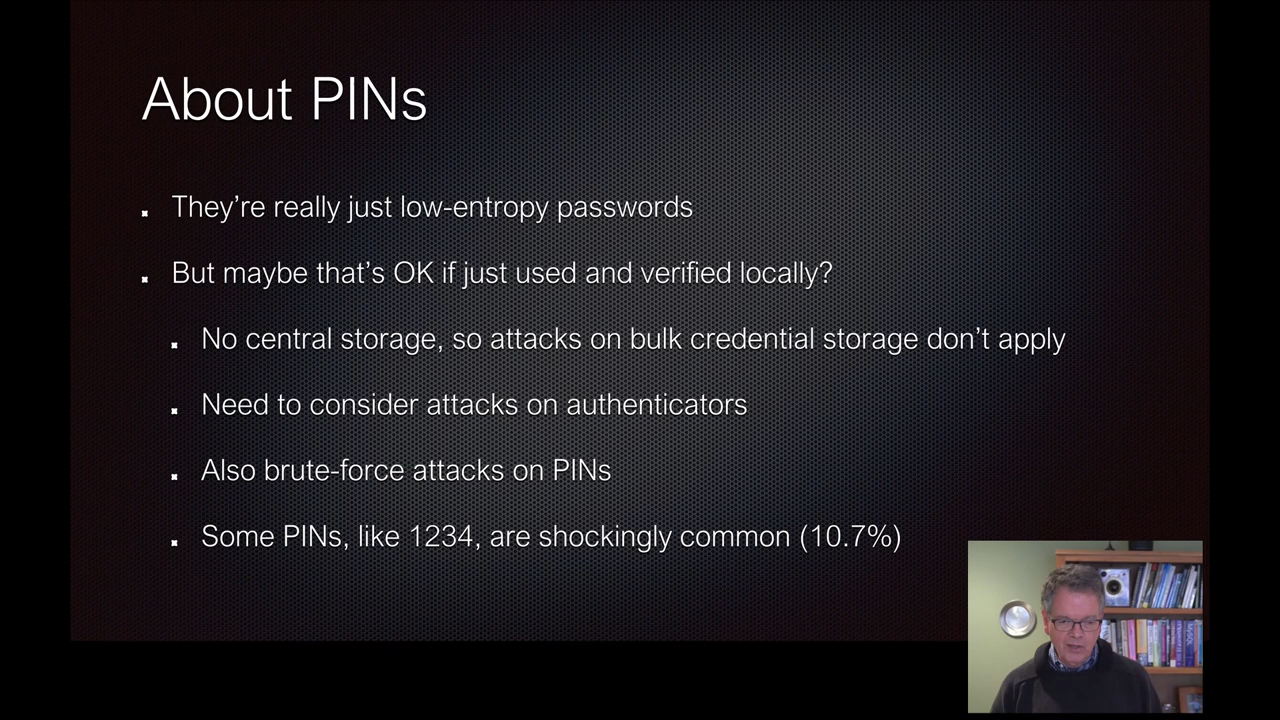 About PINs
They're really just low-entropy passwords
But maybe that's OK if just used and verified locally?
No central storage, so attacks on bulk credential storage don't apply
Need to consider attacks on authenticators
Also brute-force attacks on PINs
Some PINs, like 1234, are shockingly common (10.7%)